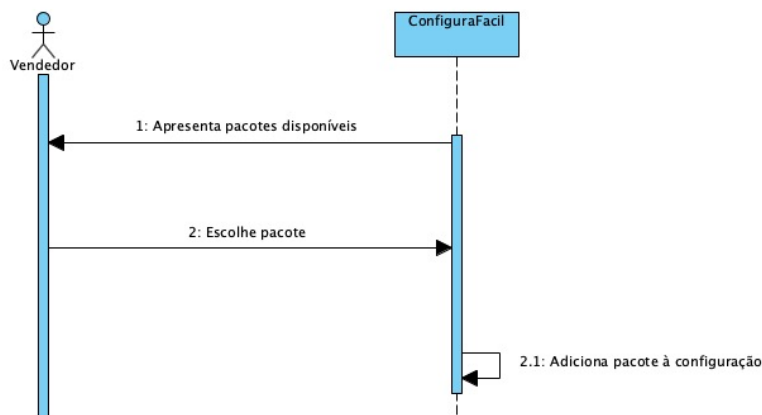 ConfiguraFacil
Vendedor
1: Apresenta pacotes disponíveis
2: Escolhe pacote
2.1: Adiciona pacote à configuração